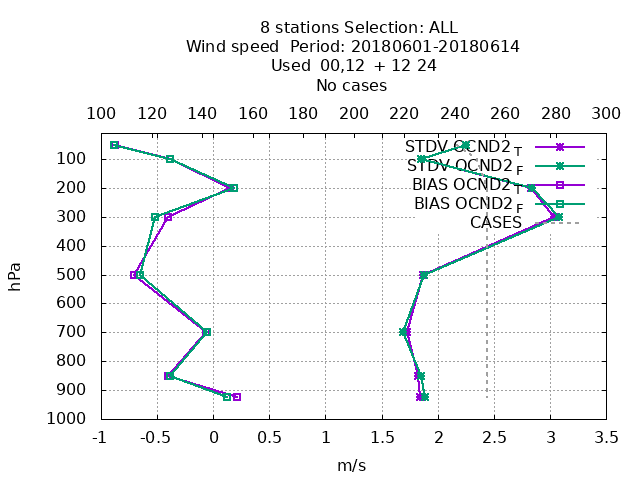 8 stations Selection: ALL
Wind speed  Period: 20180601-20180614
Used  00,12  + 12 24
No cases
100 120 140 160 180 200 220 240 260 280 300
STDV OCND2 T
STDV OCND2 F
BIAS OCND2 T
BIAS OCND2 F
CASES
100
200
300
400
500
600
700
800
900
1000
hPa
-1 -0.5 0 0.5 1 1.5 2 2.5 3 3.5
m/s